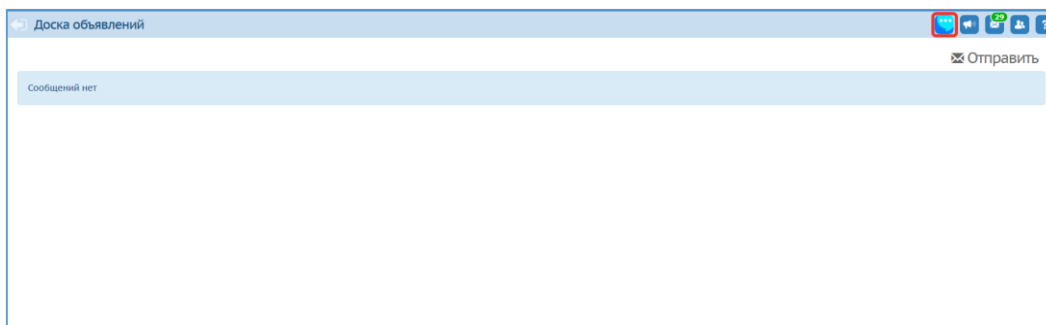 Доска объявлений
29
?
Отправить
Сообщений нет